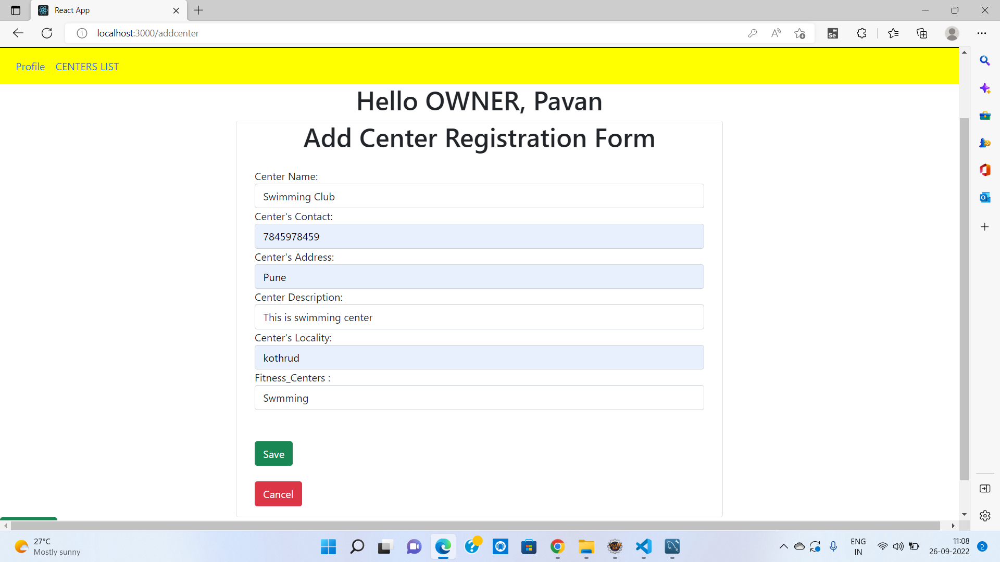 React App
localhost:3000/addcenter
Profile CENTERS LIST
Hello OWNER, Pavan
Add Center Registration Form
Center Name:
Swimming Club
Center's Contact:
7845978459
Center's Address:
Pune
Center Description:
This is swimming center
Center's Locality:
kothrud
Fitness_Centers :
Swmming
Save
Cancel
27°C
Mostly sunny
ENG
IN
11:08
26-09-2022
2